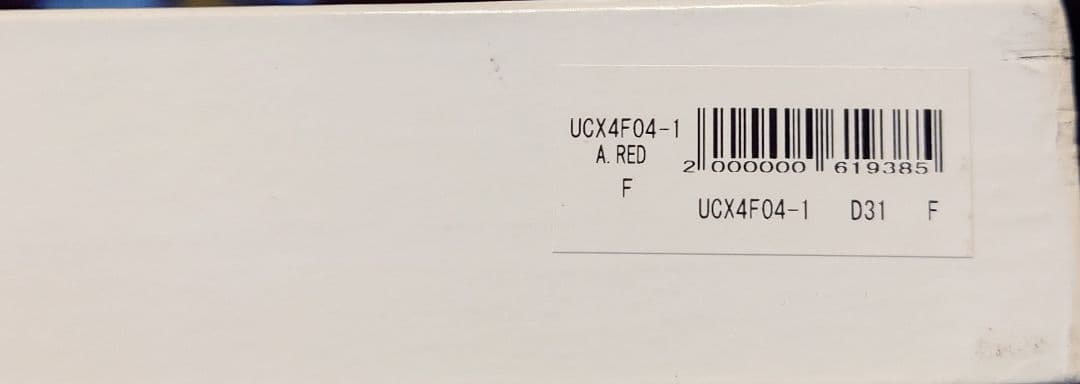 UCX4F04-1
A. RED
F
2 000000 619385
UCX4F04-1 D31 F